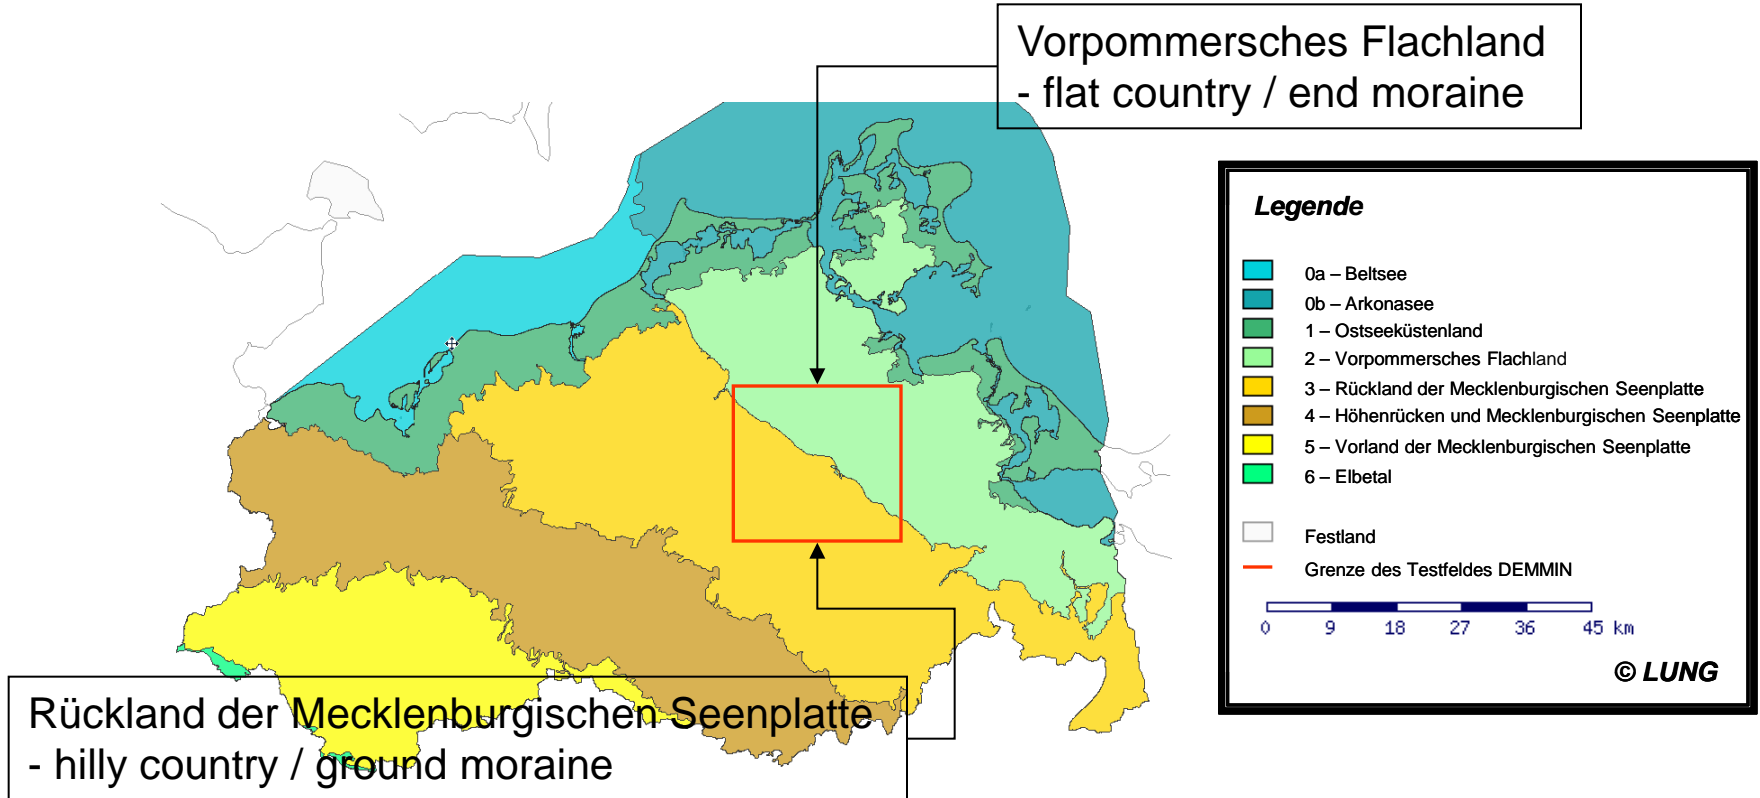 Vorpommersches Flachland
- flat country / end moraine
Legende
0a – Beltsee
0b – Arkonasee
1 – Ostseeküstenland
2 – Vorpommersches Flachland
3 – Rückland der Mecklenburgischen Seenplatte
4 – Höhenrücken und Mecklenburgischen Seenplatte
5 – Vorland der Mecklenburgischen Seenplatte
6 – Elbetal
Festland
Grenze des Testfeldes DEMMIN
0 9 18 27 36 45 km
© LUNG
Rückland der Mecklenburgischen Seenplatte
- hilly country / ground moraine